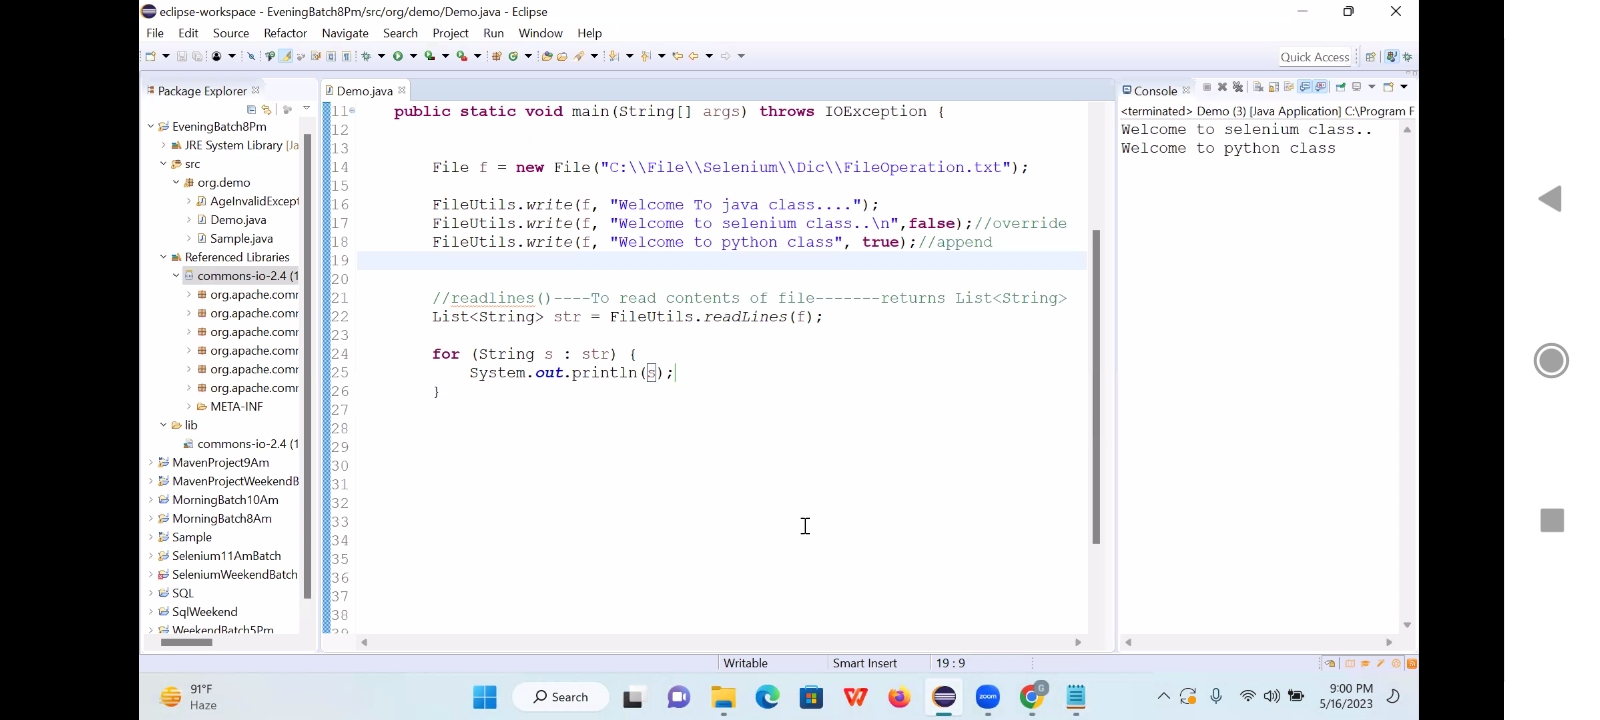 eclipse-workspace - EveningBatch8Pm/src/org/demo/Demo.java - Eclipse
File Edit Source Refactor Navigate Search Project Run Window Help
Quick Access
Package Explorer
EveningBatch8Pm
JRE System Library [Ja
src
org.demo
AgeInvalidExcept
Demo.java
Sample.java
Referenced Libraries
commons-io-2.4 (1
org.apache.comr
org.apache.comr
org.apache.comr
org.apache.comr
org.apache.comr
org.apache.comr
META-INF
lib
commons-io-2.4 (1
MavenProject9Am
MavenProjectWeekendB
MorningBatch10Am
MorningBatch8Am
Sample
Selenium11AmBatch
SeleniumWeekendBatch
SQL
SqlWeekend
WeekendBatch5Pm
Demo.java
11 public static void main(String[] args) throws IOException {
12
13
14 File f = new File("C:\\File\\Selenium\\Dic\\FileOperation.txt");
15
16 FileUtils.write(f, "Welcome To java class....");
17 FileUtils.write(f, "Welcome to selenium class..\n",false);//override
18 FileUtils.write(f, "Welcome to python class", true);//append
19
20
21 //readlines()----To read contents of file-------returns List<String>
22 List<String> str = FileUtils.readLines(f);
23
24 for (String s : str) {
25 System.out.println(s);
26 }
27
28
29
30
31
32
33
34
35
36
37
38
39
Console
<terminated> Demo (3) [Java Application] C:\Program F
Welcome to selenium class..
Welcome to python class
Writable Smart Insert 19 : 9
91°F
Haze
Search
zoom
G
9:00 PM
5/16/2023